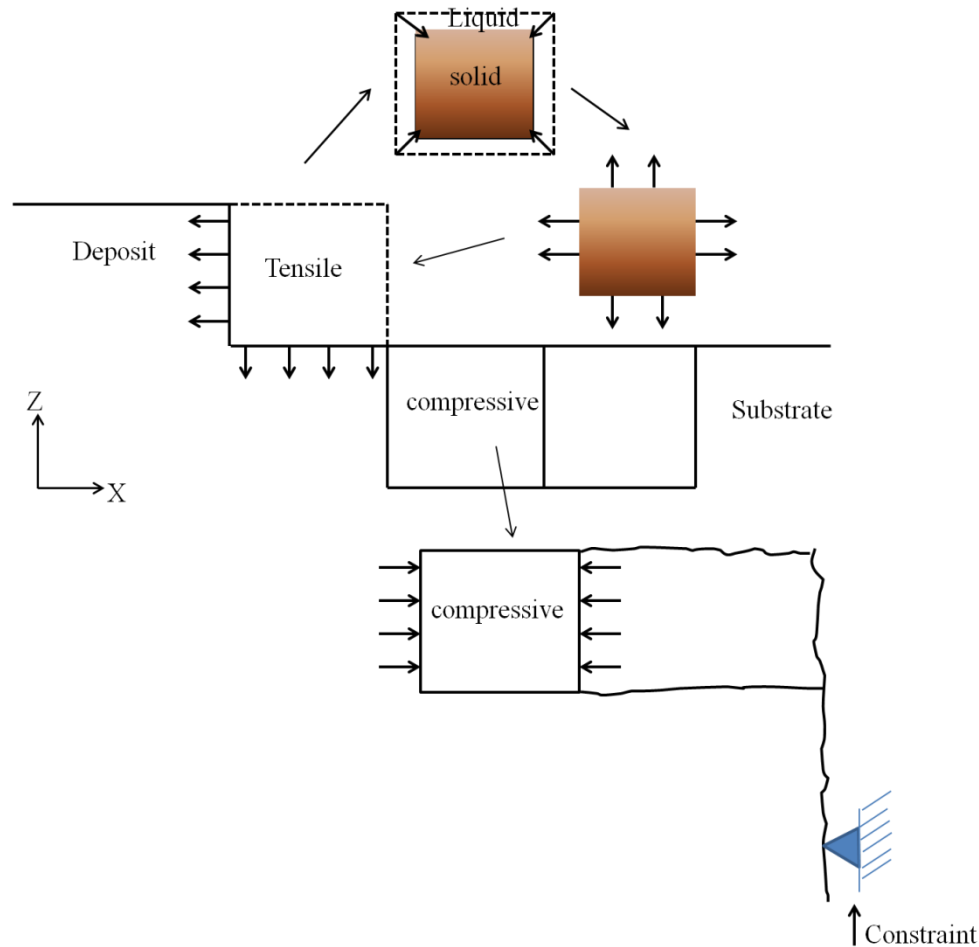 Liquid
solid
Deposit
Tensile
Z
X
compressive
Substrate
compressive
Constraint